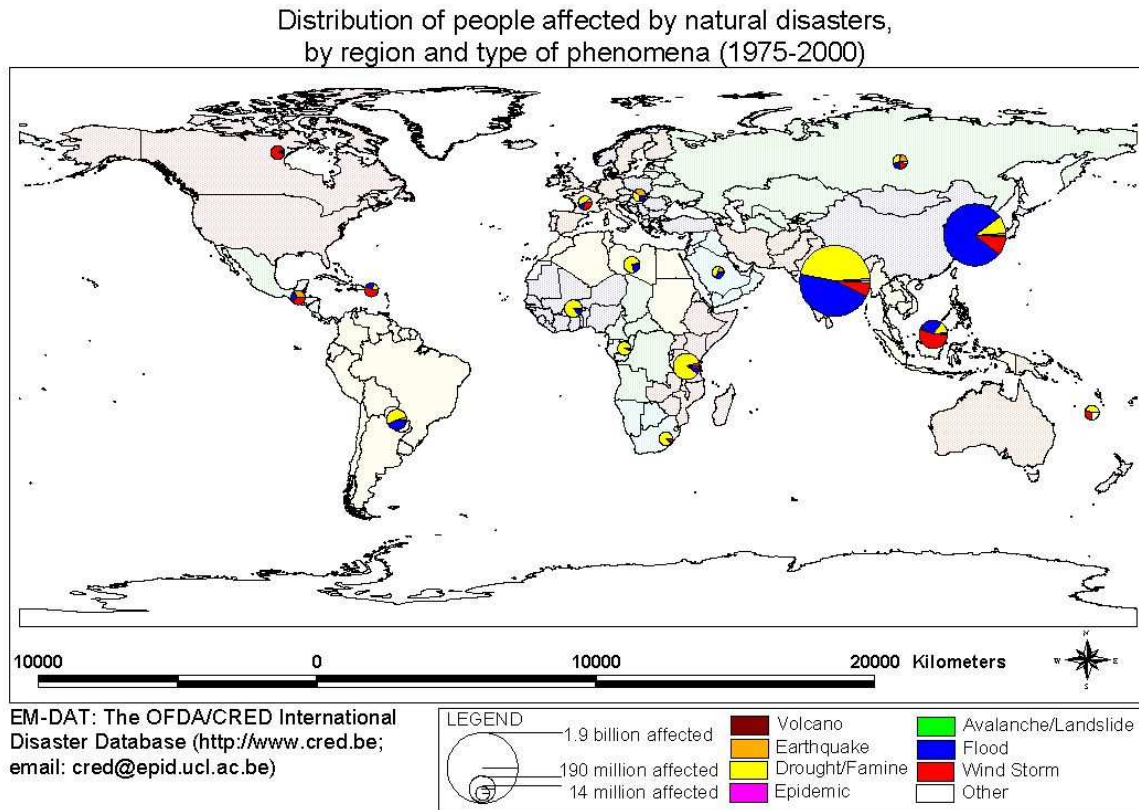 Distribution of people affected by natural disasters,
by region and type of phenomena (1975-2000)
N
W E
S
10000 0 10000 20000 Kilometers
EM-DAT: The OFDA/CRED International
Disaster Database (http://www.cred.be;
email: cred@epid.ucl.ac.be)
LEGEND
1.9 billion affected
190 million affected
14 million affected
Volcano
Earthquake
Drought/Famine
Epidemic
Avalanche/Landslide
Flood
Wind Storm
Other